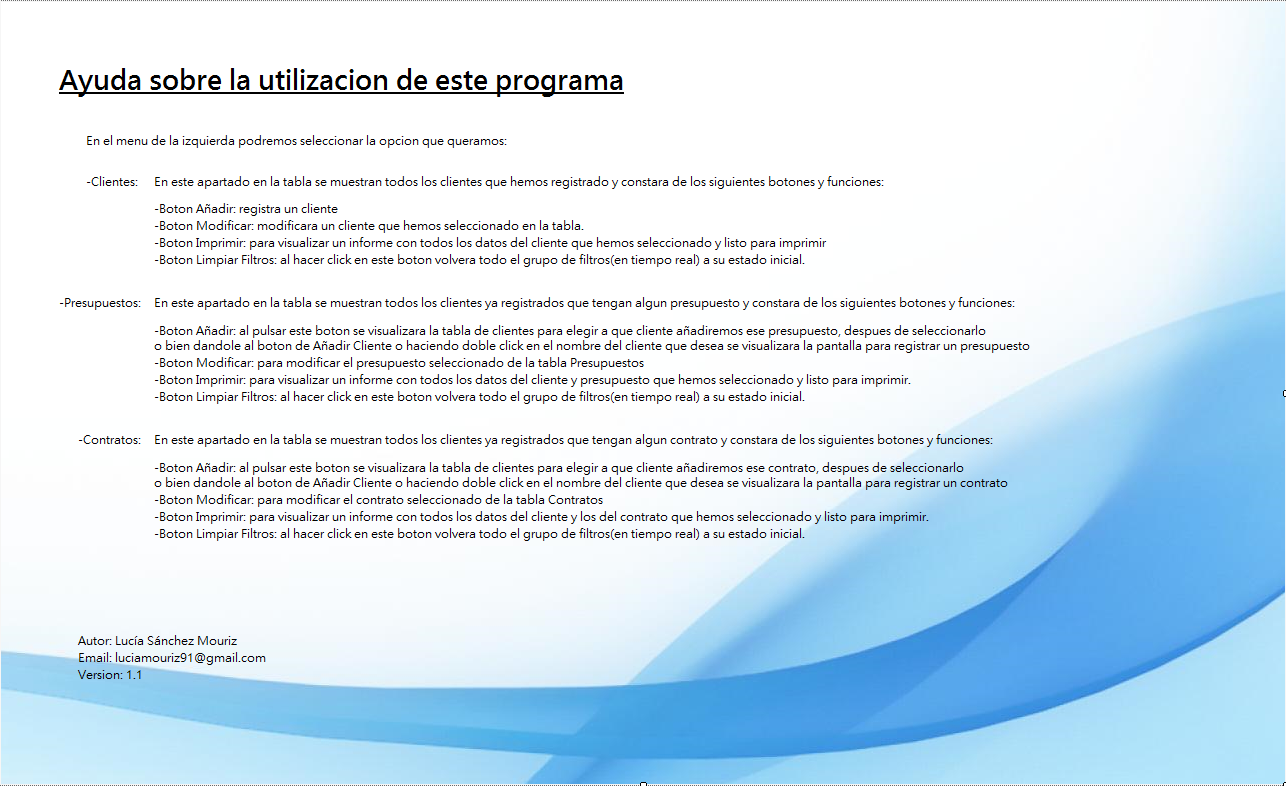 Ayuda sobre la utilizacion de este programa
En el menu de la izquierda podremos seleccionar la opcion que queramos:
-Clientes: En este apartado en la tabla se muestran todos los clientes que hemos registrado y constara de los siguientes botones y funciones:
-Boton Añadir: registra un cliente
-Boton Modificar: modificara un cliente que hemos seleccionado en la tabla.
-Boton Imprimir: para visualizar un informe con todos los datos del cliente que hemos seleccionado y listo para imprimir
-Boton Limpiar Filtros: al hacer click en este boton volvera todo el grupo de filtros(en tiempo real) a su estado inicial.
-Presupuestos: En este apartado en la tabla se muestran todos los clientes ya registrados que tengan algun presupuesto y constara de los siguientes botones y funciones:
-Boton Añadir: al pulsar este boton se visualizara la tabla de clientes para elegir a que cliente añadiremos ese presupuesto, despues de seleccionarlo
o bien dandole al boton de Añadir Cliente o haciendo doble click en el nombre del cliente que desea se visualizara la pantalla para registrar un presupuesto
-Boton Modificar: para modificar el presupuesto seleccionado de la tabla Presupuestos
-Boton Imprimir: para visualizar un informe con todos los datos del cliente y presupuesto que hemos seleccionado y listo para imprimir.
-Boton Limpiar Filtros: al hacer click en este boton volvera todo el grupo de filtros(en tiempo real) a su estado inicial.
-Contratos: En este apartado en la tabla se muestran todos los clientes ya registrados que tengan algun contrato y constara de los siguientes botones y funciones:
-Boton Añadir: al pulsar este boton se visualizara la tabla de clientes para elegir a que cliente añadiremos ese contrato, despues de seleccionarlo
o bien dandole al boton de Añadir Cliente o haciendo doble click en el nombre del cliente que desea se visualizara la pantalla para registrar un contrato
-Boton Modificar: para modificar el contrato seleccionado de la tabla Contratos
-Boton Imprimir: para visualizar un informe con todos los datos del cliente y los del contrato que hemos seleccionado y listo para imprimir.
-Boton Limpiar Filtros: al hacer click en este boton volvera todo el grupo de filtros(en tiempo real) a su estado inicial.
Autor: Lucía Sánchez Mouriz
Email: luciamouriz91@gmail.com
Version: 1.1